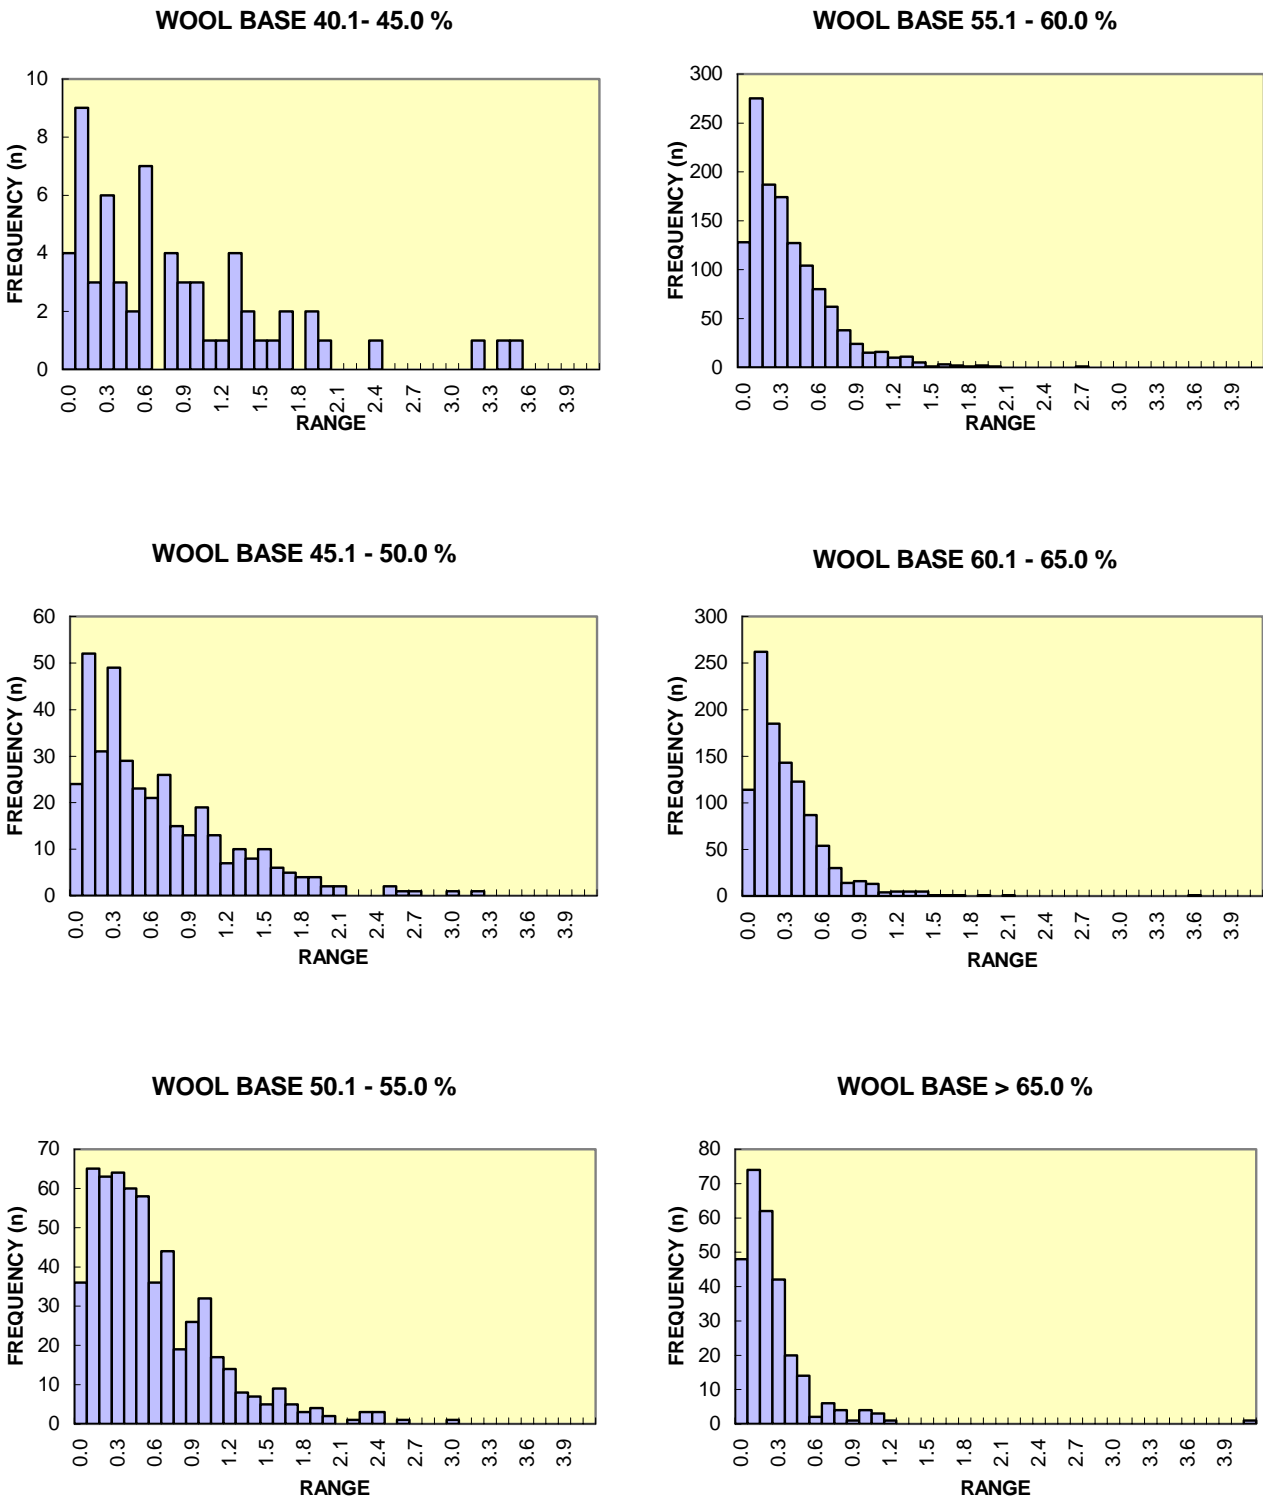 WOOL BASE 40.1- 45.0 %
10
8
6
4
2
0
FREQUENCY (n)
0.0 0.3 0.6 0.9 1.2 1.5 1.8 2.1 2.4 2.7 3.0 3.3 3.6 3.9
RANGE
WOOL BASE 55.1 - 60.0 %
300
250
200
150
100
50
0
FREQUENCY (n)
0.0 0.3 0.6 0.9 1.2 1.5 1.8 2.1 2.4 2.7 3.0 3.3 3.6 3.9
RANGE
WOOL BASE 45.1 - 50.0 %
60
50
40
30
20
10
0
FREQUENCY (n)
0.0 0.3 0.6 0.9 1.2 1.5 1.8 2.1 2.4 2.7 3.0 3.3 3.6 3.9
RANGE
WOOL BASE 60.1 - 65.0 %
300
250
200
150
100
50
0
FREQUENCY (n)
0.0 0.3 0.6 0.9 1.2 1.5 1.8 2.1 2.4 2.7 3.0 3.3 3.6 3.9
RANGE
WOOL BASE 50.1 - 55.0 %
70
60
50
40
30
20
10
0
FREQUENCY (n)
0.0 0.3 0.6 0.9 1.2 1.5 1.8 2.1 2.4 2.7 3.0 3.3 3.6 3.9
RANGE
WOOL BASE > 65.0 %
80
70
60
50
40
30
20
10
0
FREQUENCY (n)
0.0 0.3 0.6 0.9 1.2 1.5 1.8 2.1 2.4 2.7 3.0 3.3 3.6 3.9
RANGE